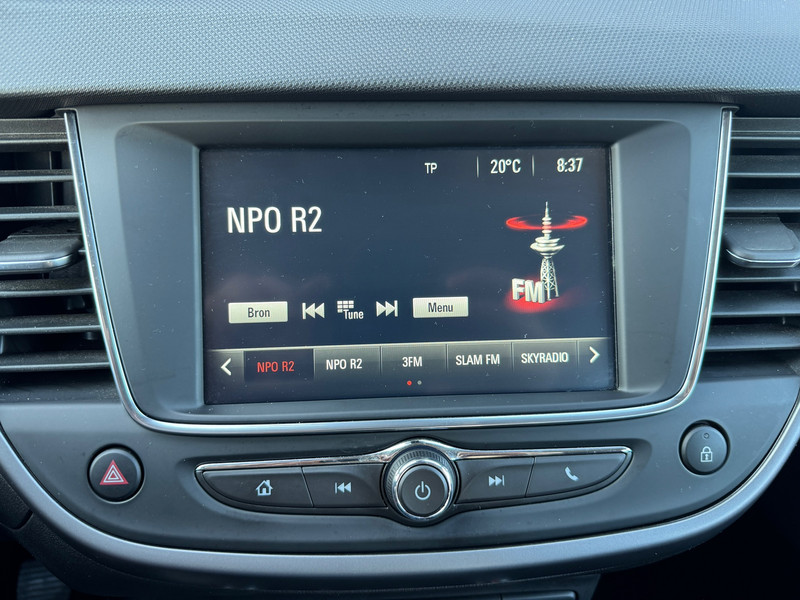 TP 20°C 8:37
NPO R2
FM
Bron Tune Menu
NPO R2 NPO R2 3FM SLAM FM SKYRADIO